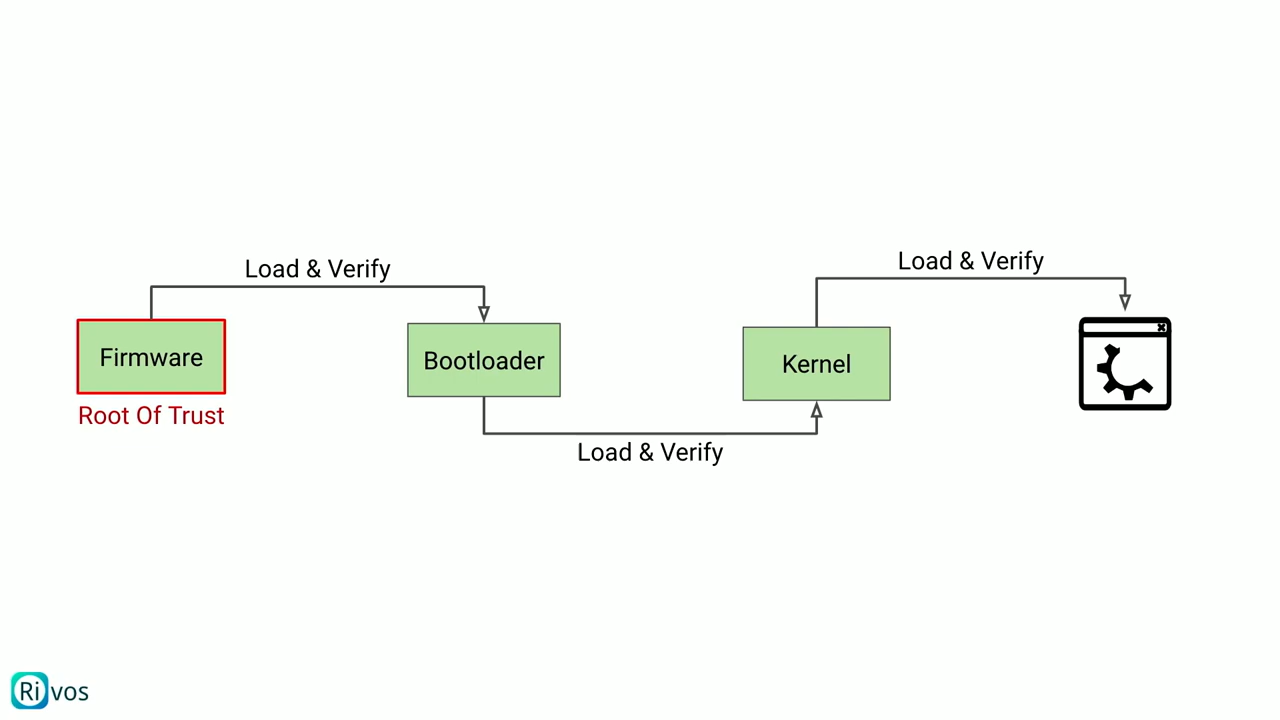 Load & Verify
Load & Verify
Firmware
Bootloader
Kernel
Root Of Trust
Load & Verify
Rivos